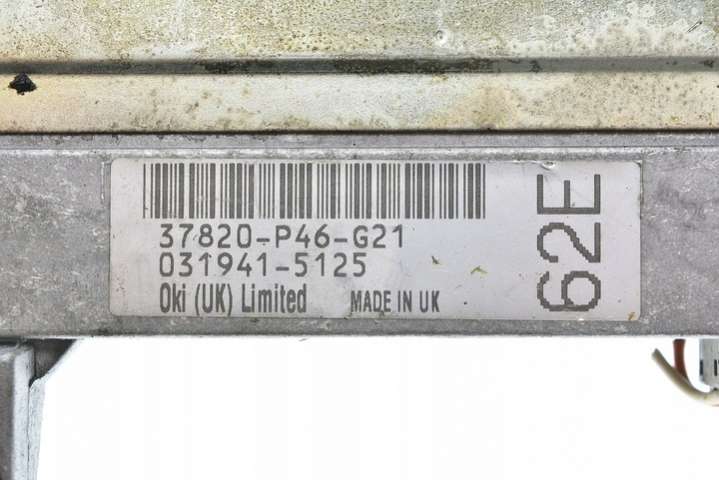 37820-P46-G21
031941-5125
Oki (UK) Limited MADE IN UK
62E